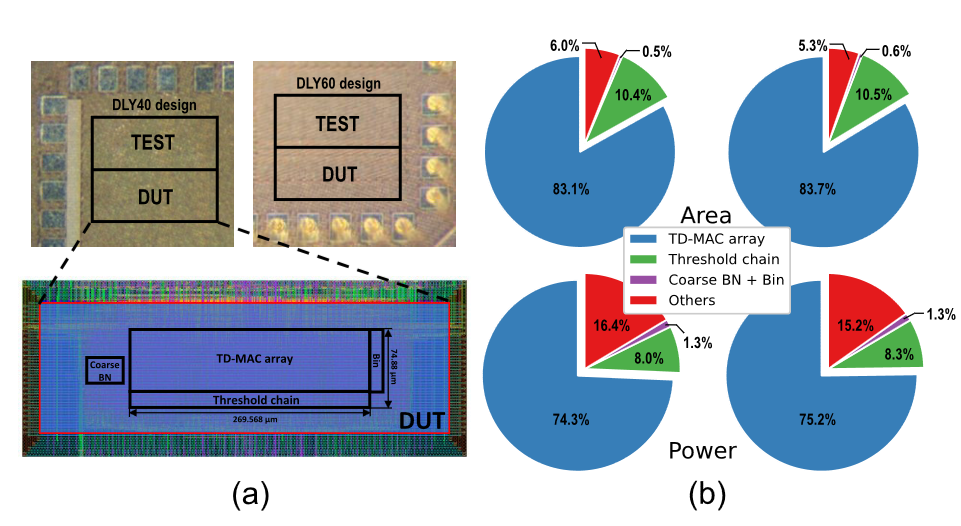 DLY40 design
TEST
DUT
DLY60 design
TEST
DUT
Coarse
BN
TD-MAC array
Bin
74.88 µm
Threshold chain
269.568 µm
DUT
(a)
6.0%
0.5%
10.4%
83.1%
5.3%
0.6%
10.5%
83.7%
Area
TD-MAC array
Threshold chain
Coarse BN + Bin
Others
16.4%
1.3%
8.0%
74.3%
15.2%
1.3%
8.3%
75.2%
Power
(b)